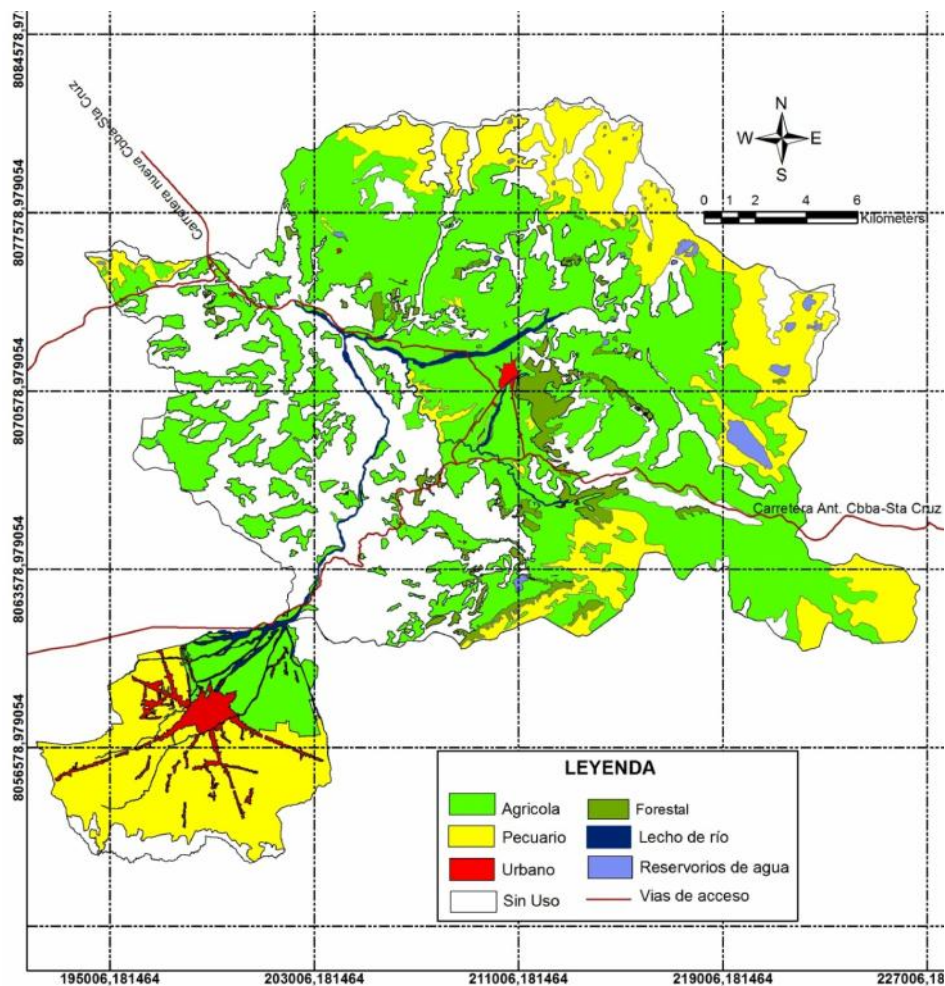 8084578,979
Carretera nueva Cbba-Sta Cruz
N
W E
S
8077578,979054
0 1 2 4 6
Kilometers
8070578,979054
Carretera Ant. Cbba-Sta Cruz
8063578,979054
8056578,979054
LEYENDA
Agricola
Pecuario
Urbano
Sin Uso
Forestal
Lecho de río
Reservorios de agua
Vias de acceso
195006,181464 203006,181464 211006,181464 219006,181464 227006,18